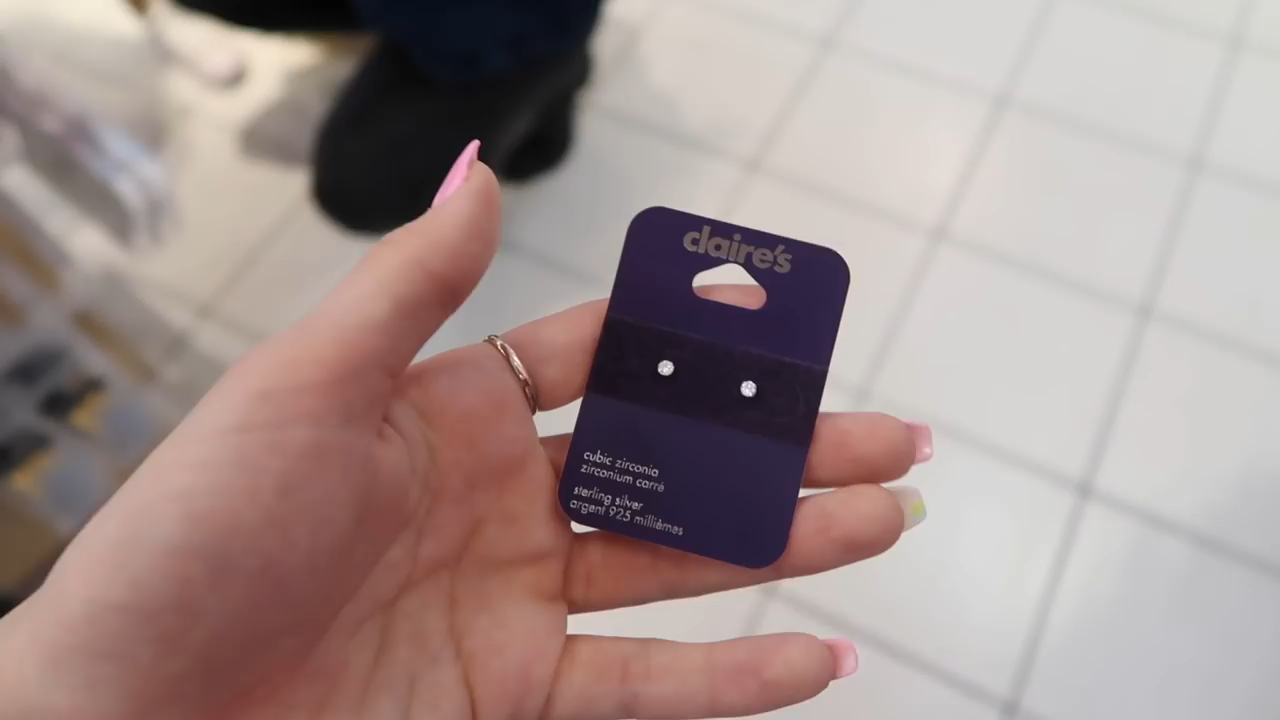 claire's
cubic zirconia
zirconium carré
sterling silver
argent 925 millièmes